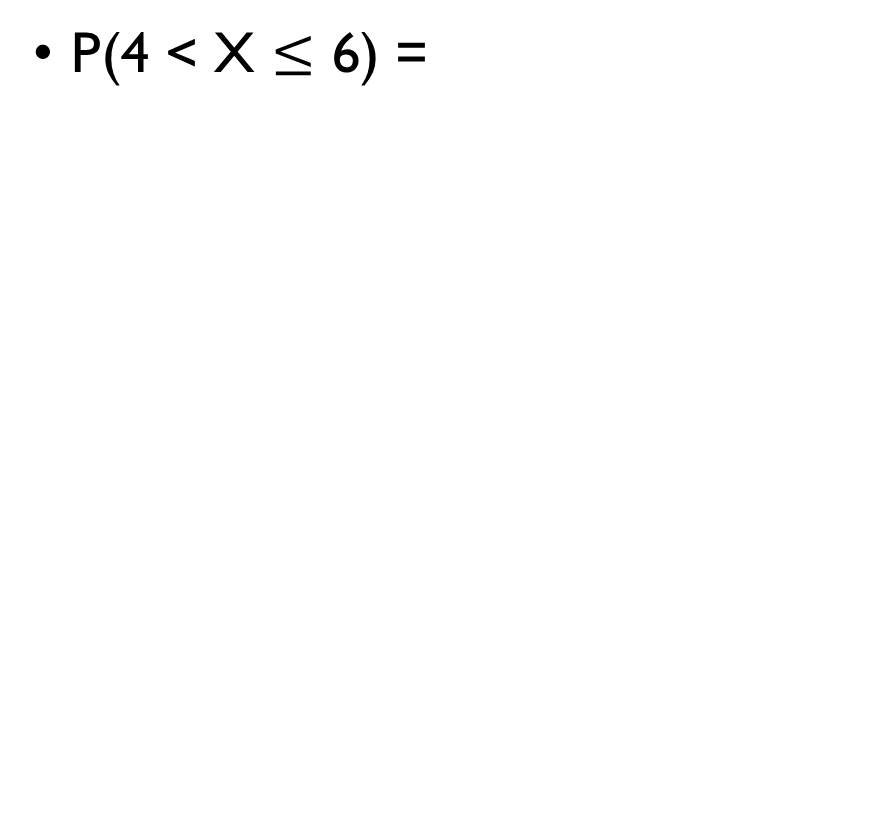 • P(4 < X ≤ 6) =